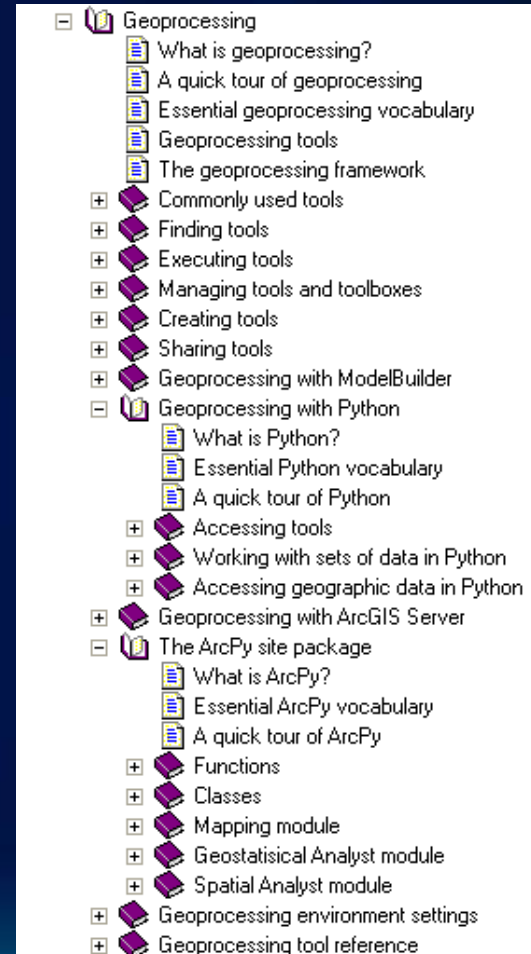 Geoprocessing
What is geoprocessing?
A quick tour of geoprocessing
Essential geoprocessing vocabulary
Geoprocessing tools
The geoprocessing framework
Commonly used tools
Finding tools
Executing tools
Managing tools and toolboxes
Creating tools
Sharing tools
Geoprocessing with ModelBuilder
Geoprocessing with Python
What is Python?
Essential Python vocabulary
A quick tour of Python
Accessing tools
Working with sets of data in Python
Accessing geographic data in Python
Geoprocessing with ArcGIS Server
The ArcPy site package
What is ArcPy?
Essential ArcPy vocabulary
A quick tour of ArcPy
Functions
Classes
Mapping module
Geostatisical Analyst module
Spatial Analyst module
Geoprocessing environment settings
Geoprocessing tool reference